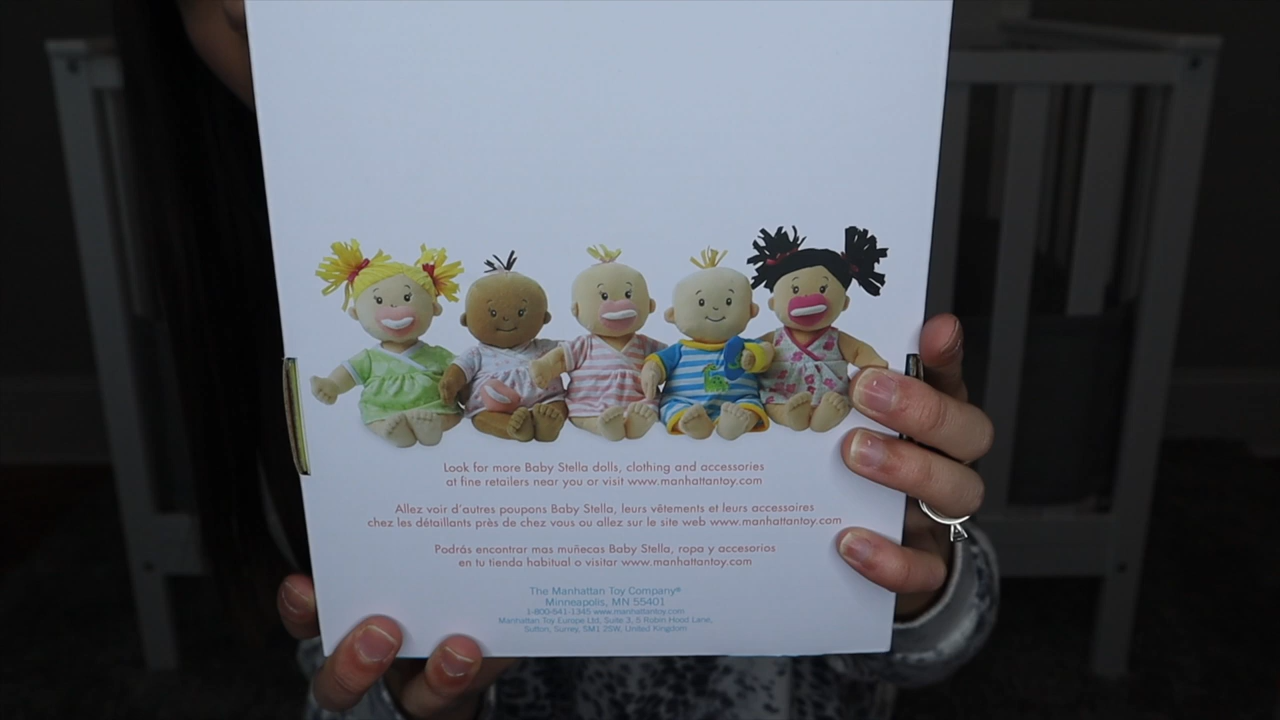 Look for more Baby Stella dolls, clothing and accessories
at fine retailers near you or visit www.manhattantoy.com
Allez voir d'autres poupons Baby Stella, leurs vêtements et leurs accessoires
chez les détaillants près de chez vous ou allez sur le site web www.manhattantoy.com
Podrás encontrar mas muñecas Baby Stella, ropa y accesorios
en tu tienda habitual o visitar www.manhattantoy.com
The Manhattan Toy Company®
Minneapolis, MN 55401
1-800-541-1345 www.manhattantoy.com
Manhattan Toy Europe Ltd, Suite 3, 5 Robin Hood Lane,
Sutton, Surrey, SM1 2SW, United Kingdom